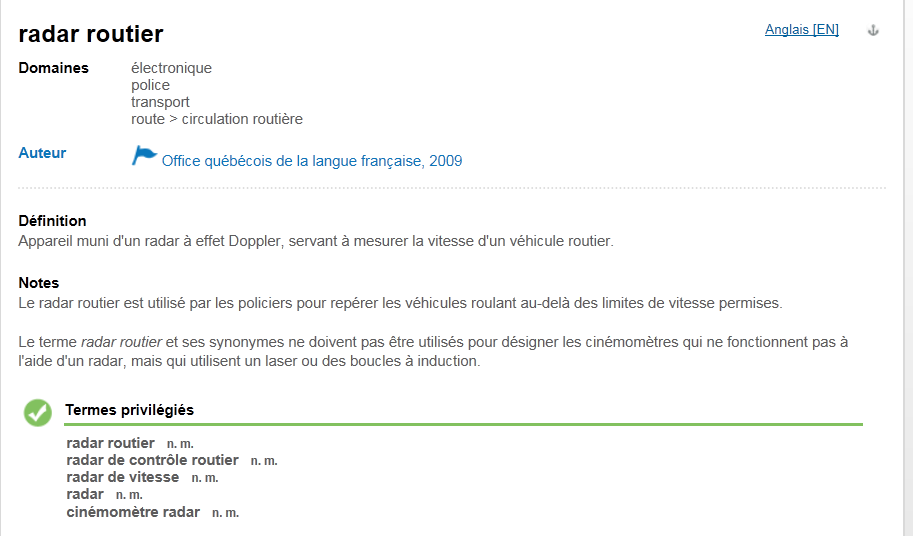 radar routier
Anglais [EN]
Domaines
électronique
police
transport
route > circulation routière
Auteur
Office québécois de la langue française, 2009
Définition
Appareil muni d'un radar à effet Doppler, servant à mesurer la vitesse d'un véhicule routier.
Notes
Le radar routier est utilisé par les policiers pour repérer les véhicules roulant au-delà des limites de vitesse permises.
Le terme radar routier et ses synonymes ne doivent pas être utilisés pour désigner les cinémomètres qui ne fonctionnent pas à
l'aide d'un radar, mais qui utilisent un laser ou des boucles à induction.
Termes privilégiés
radar routier n. m.
radar de contrôle routier n. m.
radar de vitesse n. m.
radar n. m.
cinémomètre radar n. m.